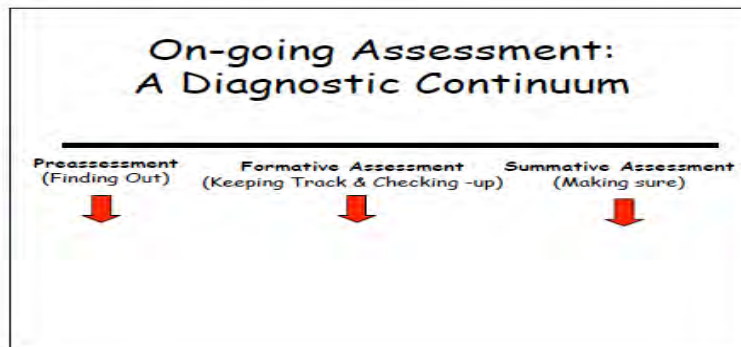 On-going Assessment:
A Diagnostic Continuum
Preassessment
(Finding Out)
Formative Assessment
(Keeping Track & Checking -up)
Summative Assessment
(Making sure)